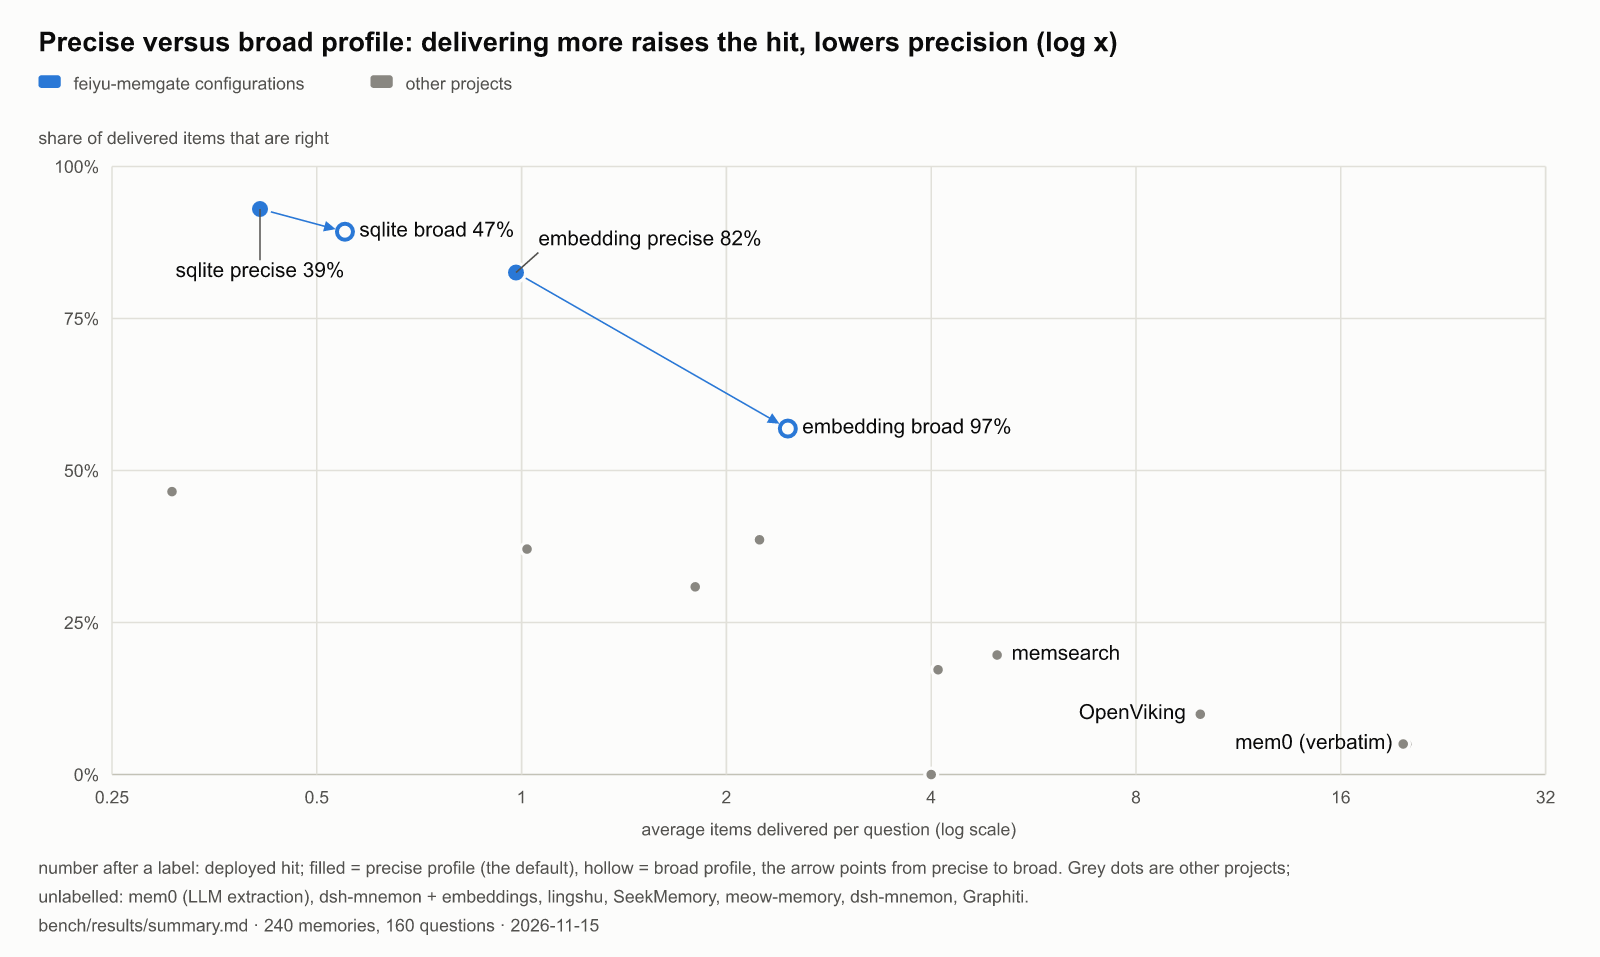 Precise versus broad profile: delivering more raises the hit, lowers precision (log x)
feiyu-memgate configurations
other projects
share of delivered items that are right
100%
75%
50%
25%
0%
sqlite broad 47%
embedding precise 82%
sqlite precise 39%
embedding broad 97%
memsearch
OpenViking
mem0 (verbatim)
0.25 0.5 1 2 4 8 16 32
average items delivered per question (log scale)
number after a label: deployed hit; filled = precise profile (the default), hollow = broad profile, the arrow points from precise to broad. Grey dots are other projects;
unlabelled: mem0 (LLM extraction), dsh-mnemon + embeddings, lingshu, SeekMemory, meow-memory, dsh-mnemon, Graphiti.
bench/results/summary.md · 240 memories, 160 questions · 2026-11-15